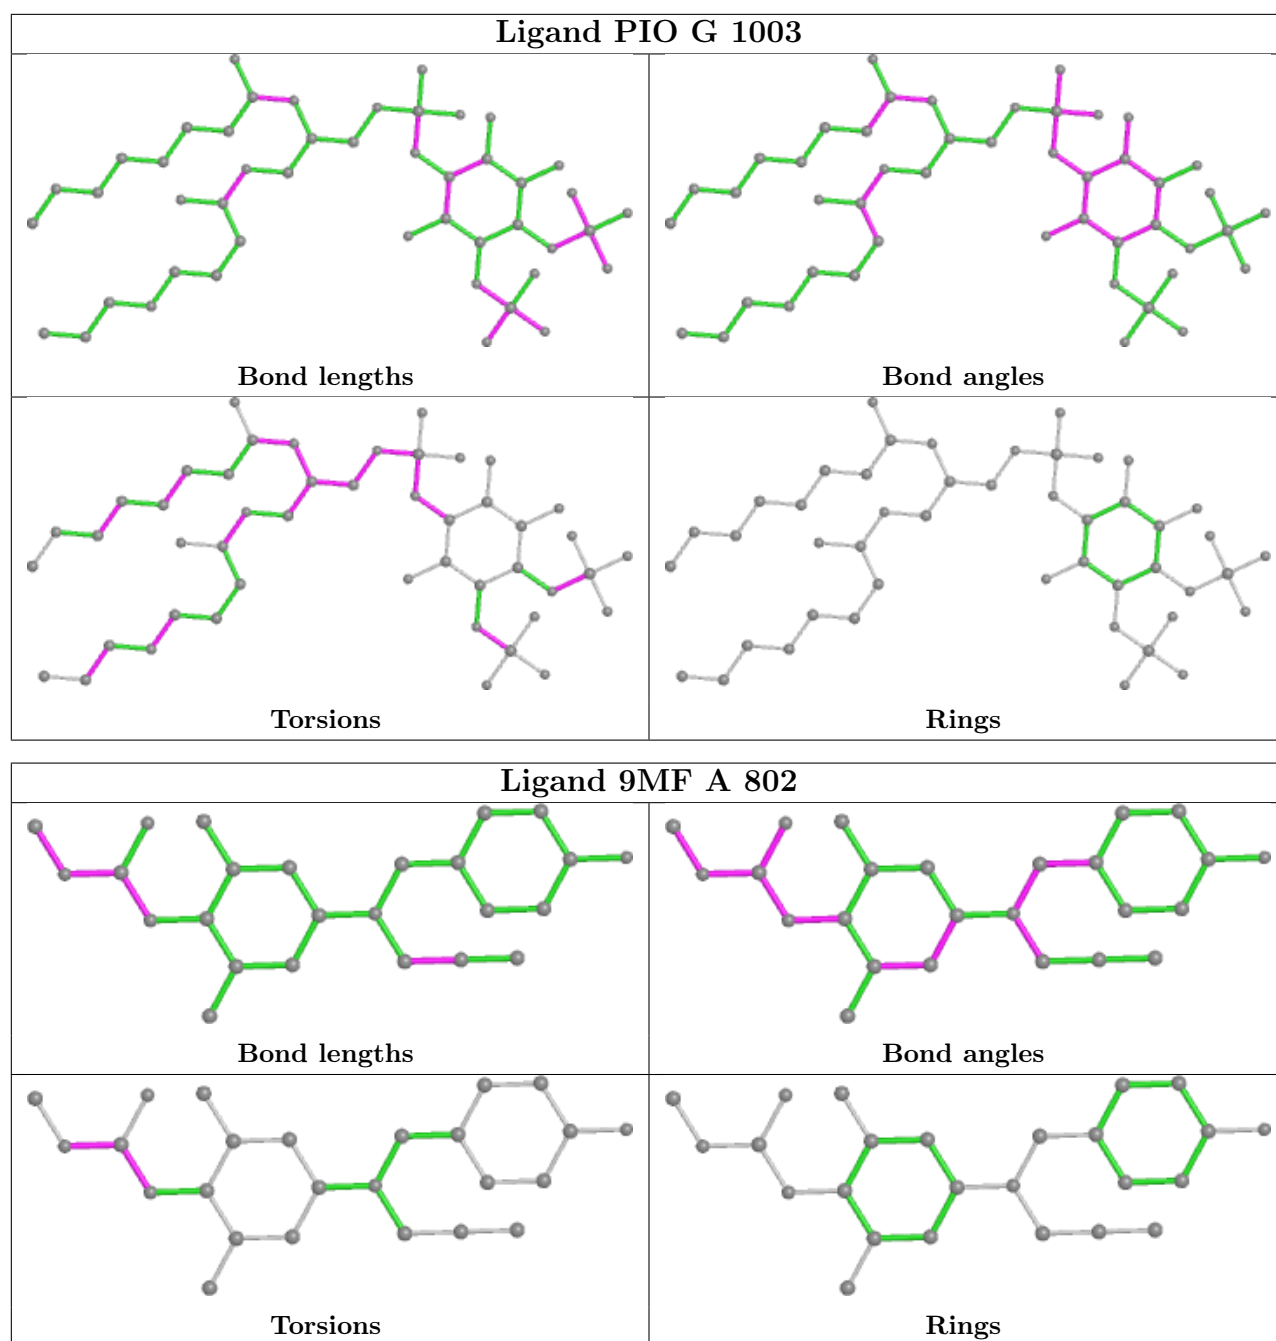 Ligand PIO G 1003
Bond lengths
Bond angles
Torsions
Rings
Ligand 9MF A 802
Bond lengths
Bond angles
Torsions
Rings